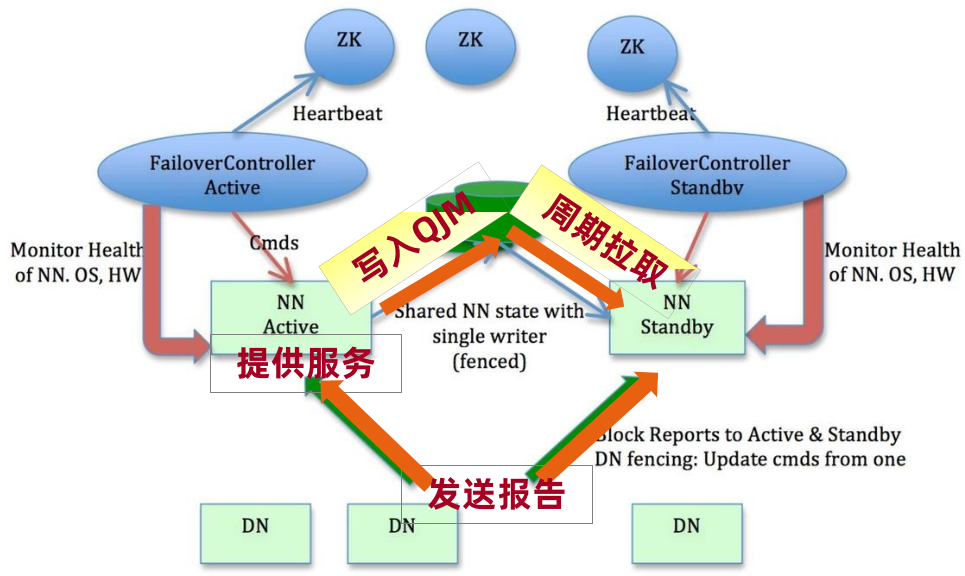 ZK
ZK
ZK
Heartbeat
Heartbeat
FailoverController
Active
FailoverController
Standby
写入QJM
周期拉取
Monitor Health
of NN. OS, HW
Cmds
Monitor Health
of NN. OS, HW
NN
Active
NN
Standby
Shared NN state with
single writer
(fenced)
提供服务
Block Reports to Active & Standby
DN fencing: Update cmds from one
发送报告
DN
DN
DN